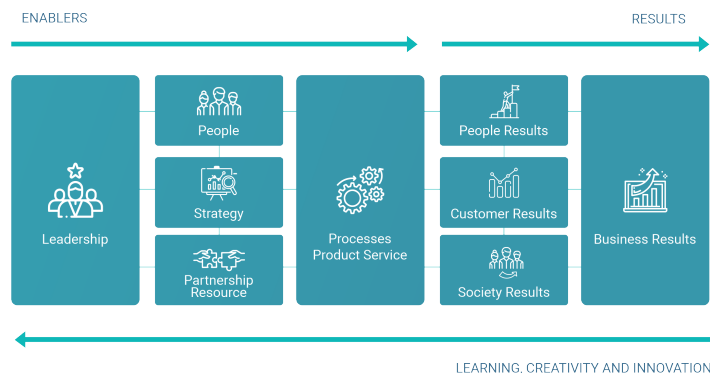 ENABLERS
RESULTS
Leadership
People
Strategy
Partnership
Resource
Processes
Product Service
People Results
Customer Results
Society Results
Business Results
LEARNING, CREATIVITY AND INNOVATION